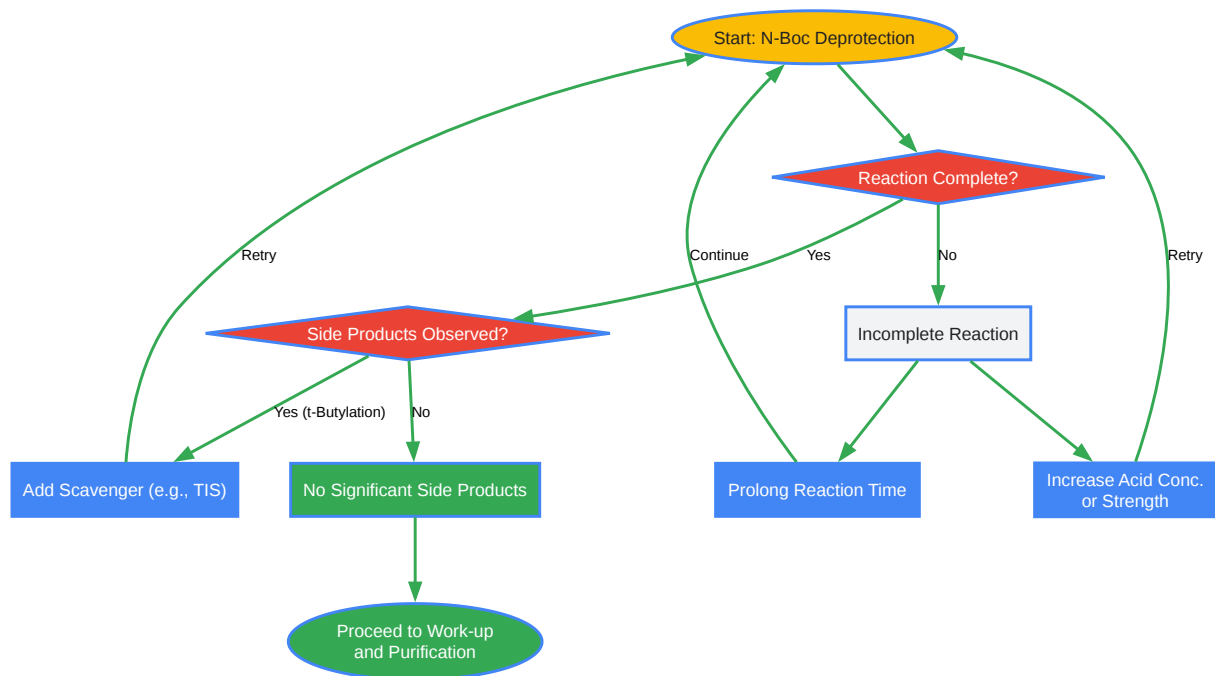 Start: N-Boc Deprotection
Reaction Complete?
Retry
Continue
Yes
No
Retry
Side Products Observed?
Incomplete Reaction
Yes (t-Butylation)
No
Add Scavenger (e.g., TIS)
No Significant Side Products
Prolong Reaction Time
Increase Acid Conc.
or Strength
Proceed to Work-up
and Purification